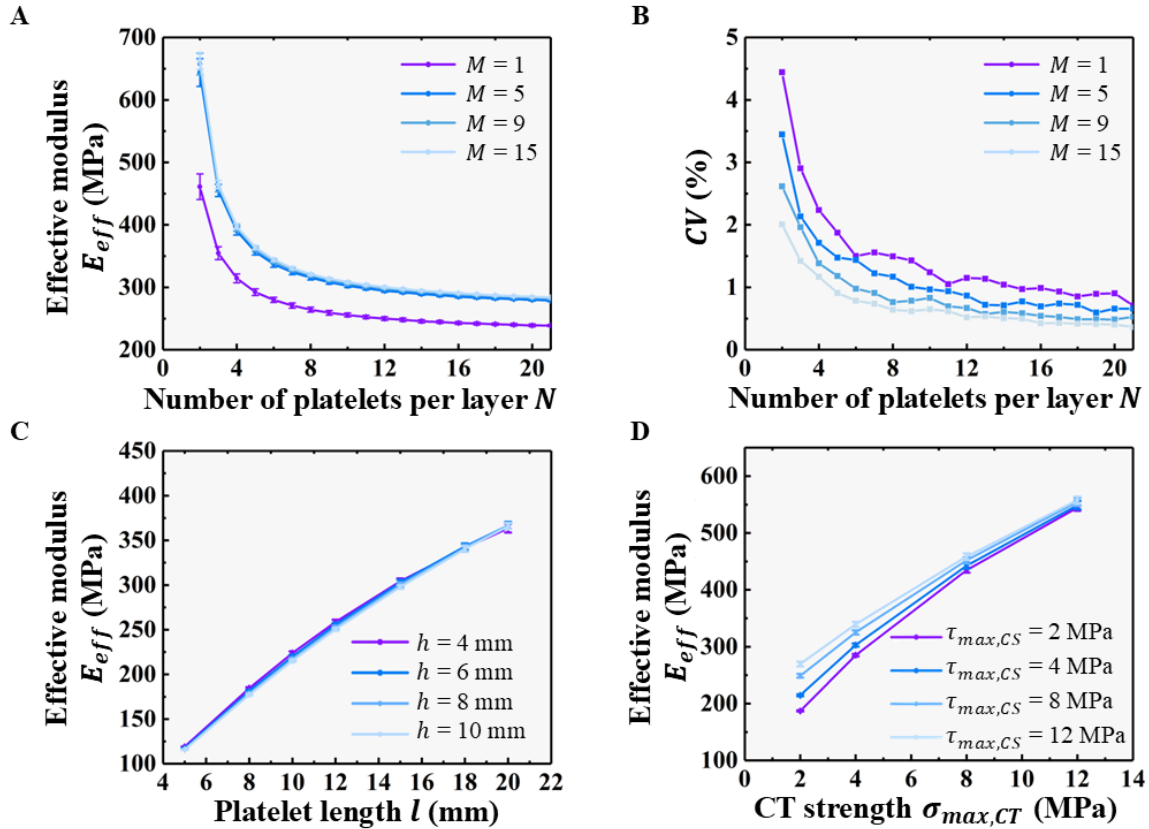 A
Effective modulus
E_eff (MPa)
700
600
500
400
300
200
0
4
8
12
16
20
M = 1
M = 5
M = 9
M = 15
Number of platelets per layer N
B
CV (%)
5
4
3
2
1
0
0
4
8
12
16
20
M = 1
M = 5
M = 9
M = 15
Number of platelets per layer N
C
Effective modulus
E_eff (MPa)
450
400
350
300
250
200
150
100
4
6
8
10
12
14
16
18
20
22
h = 4 mm
h = 6 mm
h = 8 mm
h = 10 mm
Platelet length l (mm)
D
Effective modulus
E_eff (MPa)
600
500
400
300
200
100
0
2
4
6
8
10
12
14
τ_max,CS = 2 MPa
τ_max,CS = 4 MPa
τ_max,CS = 8 MPa
τ_max,CS = 12 MPa
CT strength σ_max,CT (MPa)